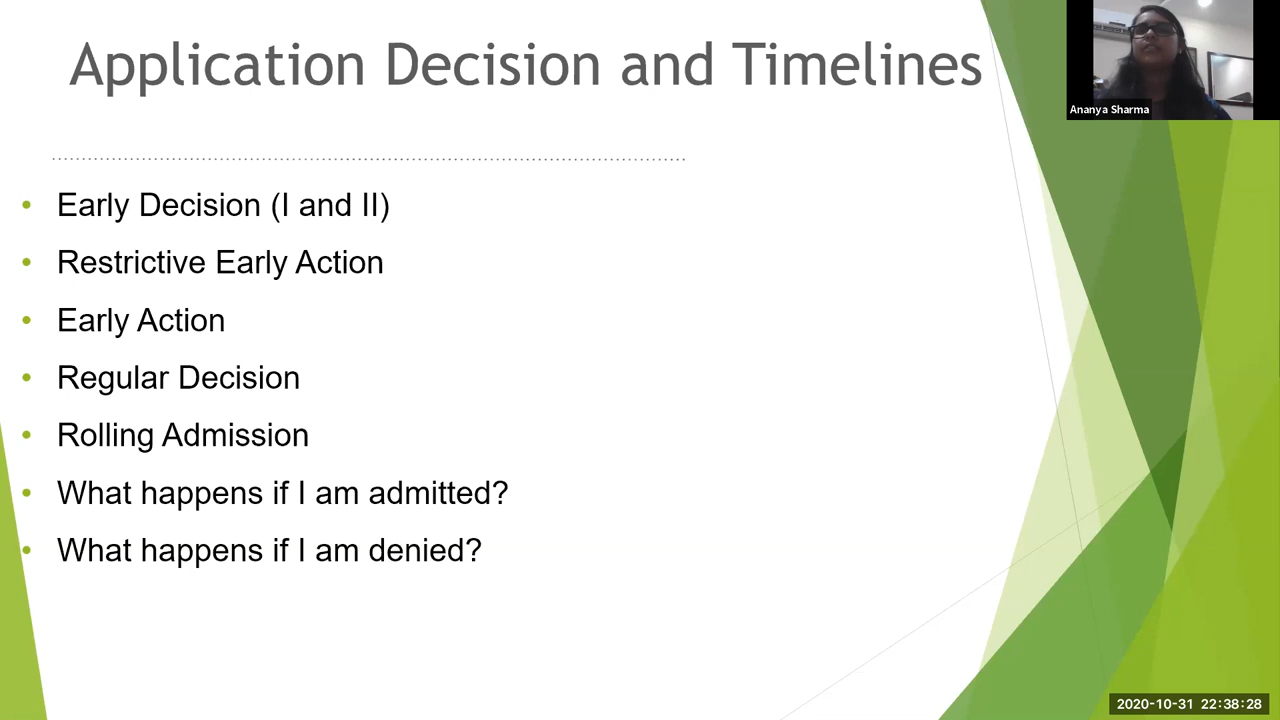 Application Decision and Timelines
Ananya Sharma
• Early Decision (I and II)
• Restrictive Early Action
• Early Action
• Regular Decision
• Rolling Admission
• What happens if I am admitted?
• What happens if I am denied?
2020-10-31 22:38:28